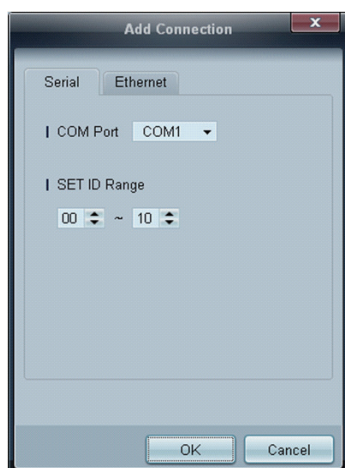 Add Connection
Serial Ethernet
COM Port COM1
SET ID Range
00 ~ 10
OK Cancel